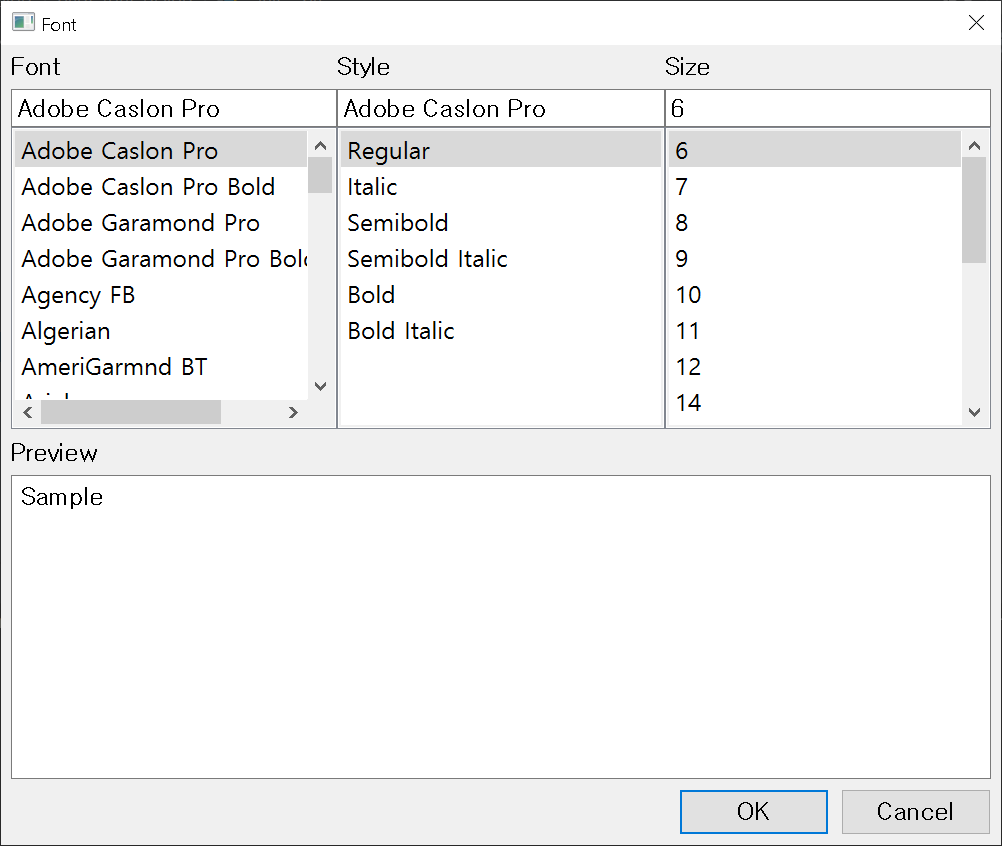 Font
Font Style Size
Adobe Caslon Pro Adobe Caslon Pro 6
Adobe Caslon Pro Regular 6
Adobe Caslon Pro Bold Italic 7
Adobe Garamond Pro Semibold 8
Adobe Garamond Pro Semibold Italic 9
Agency FB Bold 10
Algerian Bold Italic 11
AmeriGarmnd BT 12
14
Preview
Sample
OK Cancel